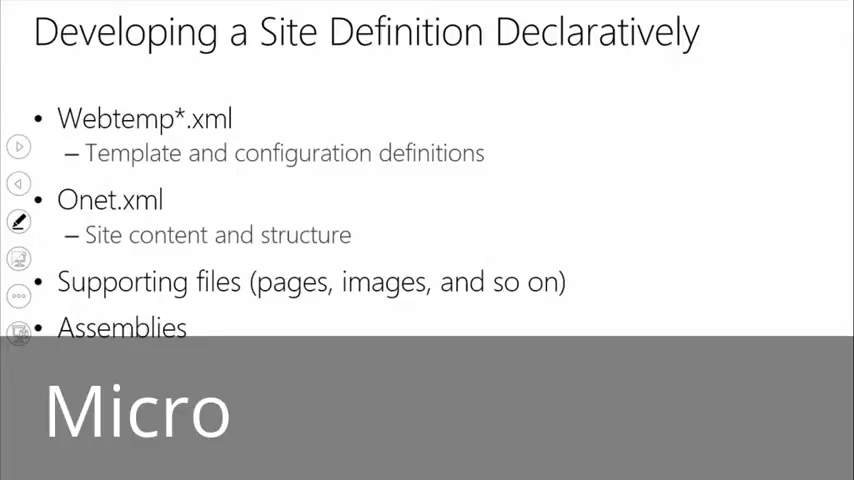 Developing a Site Definition Declaratively
• Webtemp*.xml
– Template and configuration definitions
• Onet.xml
– Site content and structure
• Supporting files (pages, images, and so on)
• Assemblies
Micro